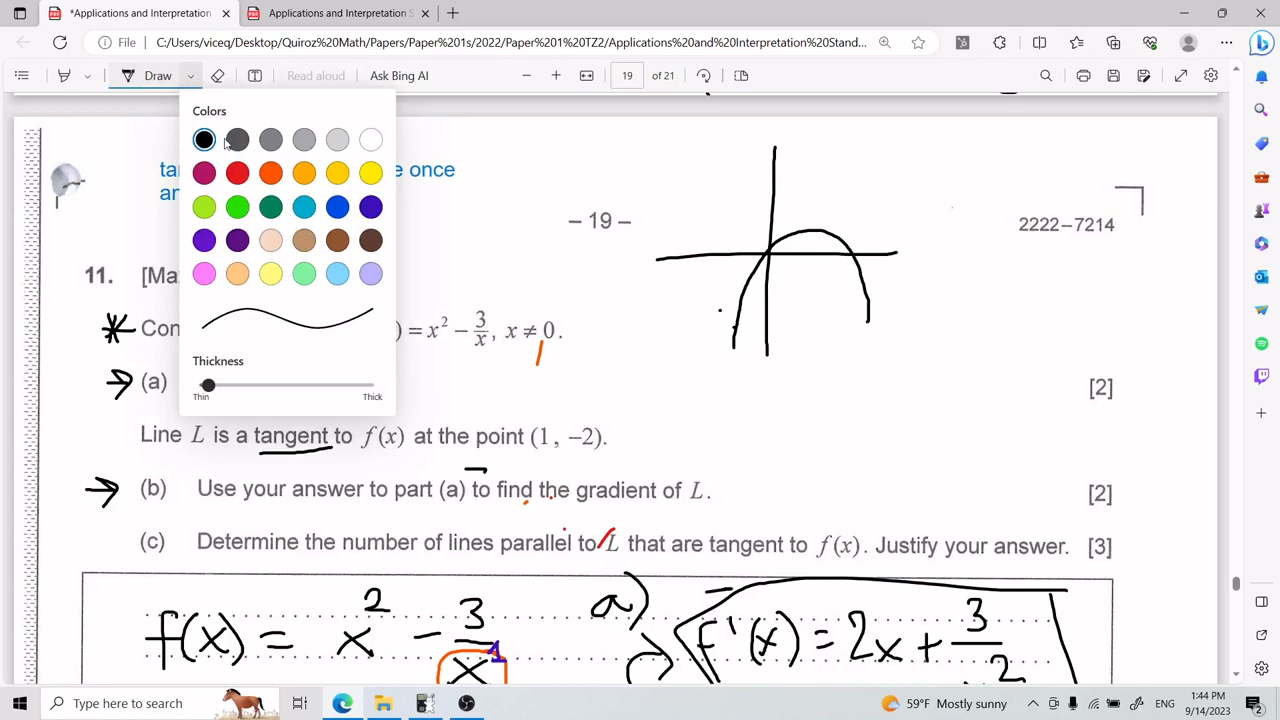 *Applications and Interpretation
Applications and Interpretation S
File
C:/Users/viceq/Desktop/Quiroz%20Math/Papers/Paper%201s/2022/Paper%201%20TZ2/Applications%20and%20Interpretation%20Stand...
Draw
Read aloud
Ask Bing AI
19 of 21
Colors
Thickness
Thin Thick
once
– 19 –
2222–7214
11.
= x² − 3/x, x ≠ 0.
(a) [2]
Line L is a tangent to f(x) at the point (1, −2).
(b) Use your answer to part (a) to find the gradient of L. [2]
(c) Determine the number of lines parallel to L that are tangent to f(x). Justify your answer. [3]
f(x) = x² − 3/x¹
a)
f'(x) = 2x + 3/x²
Type here to search
59°F Mostly sunny
1:44 PM
9/14/2023
2